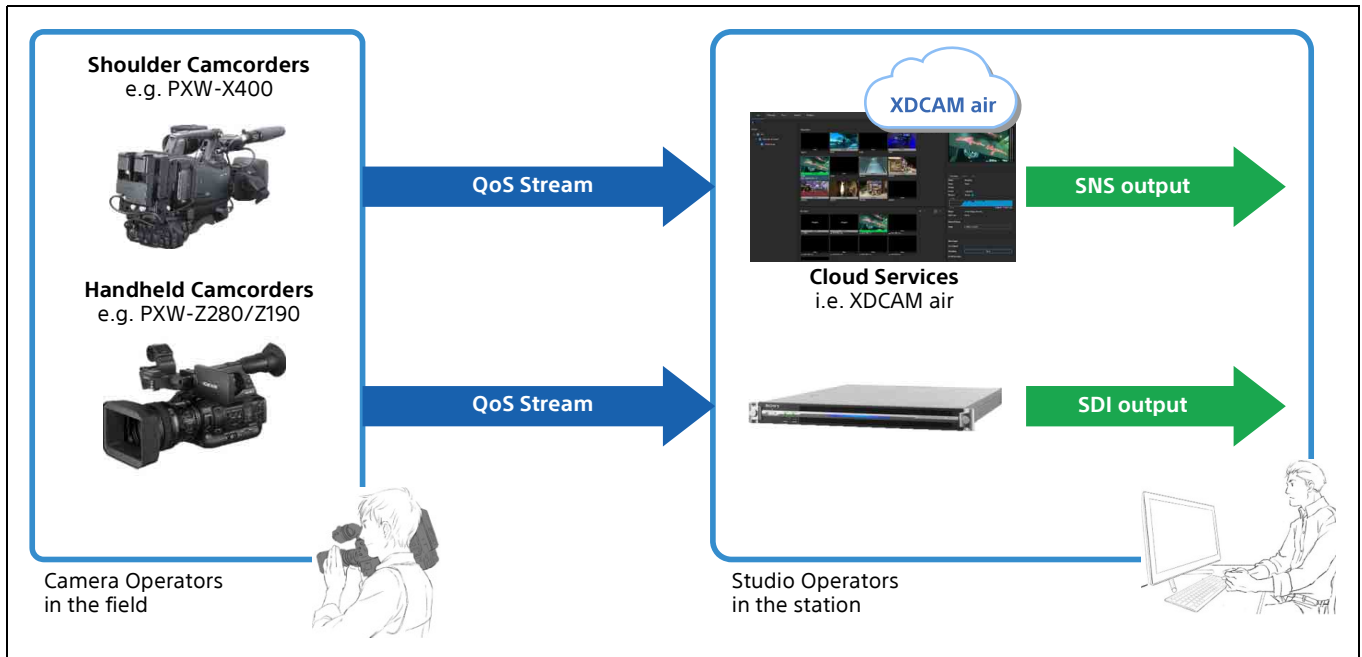 Shoulder Camcorders
e.g. PXW-X400
Handheld Camcorders
e.g. PXW-Z280/Z190
Camera Operators
in the field
QoS Stream
QoS Stream
XDCAM air
Cloud Services
i.e. XDCAM air
SONY
Studio Operators
in the station
SNS output
SDI output